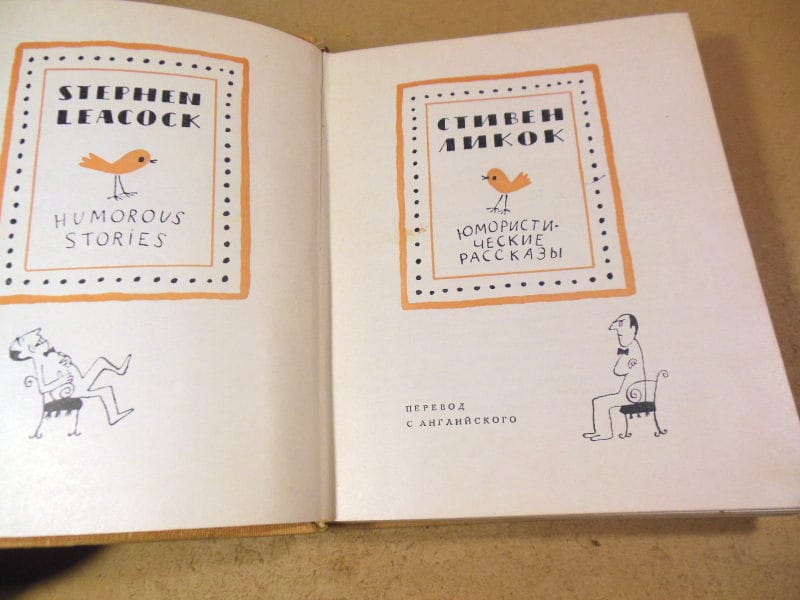 STEPHEN
LEACOCK
HUMOROUS
STORiES
СТИВЕН
ЛИКОК
ЮМОРИСТИ-
ЧЕСКИЕ
РАССКАЗЫ
ПЕРЕВОД
С АНГЛИЙСКОГО